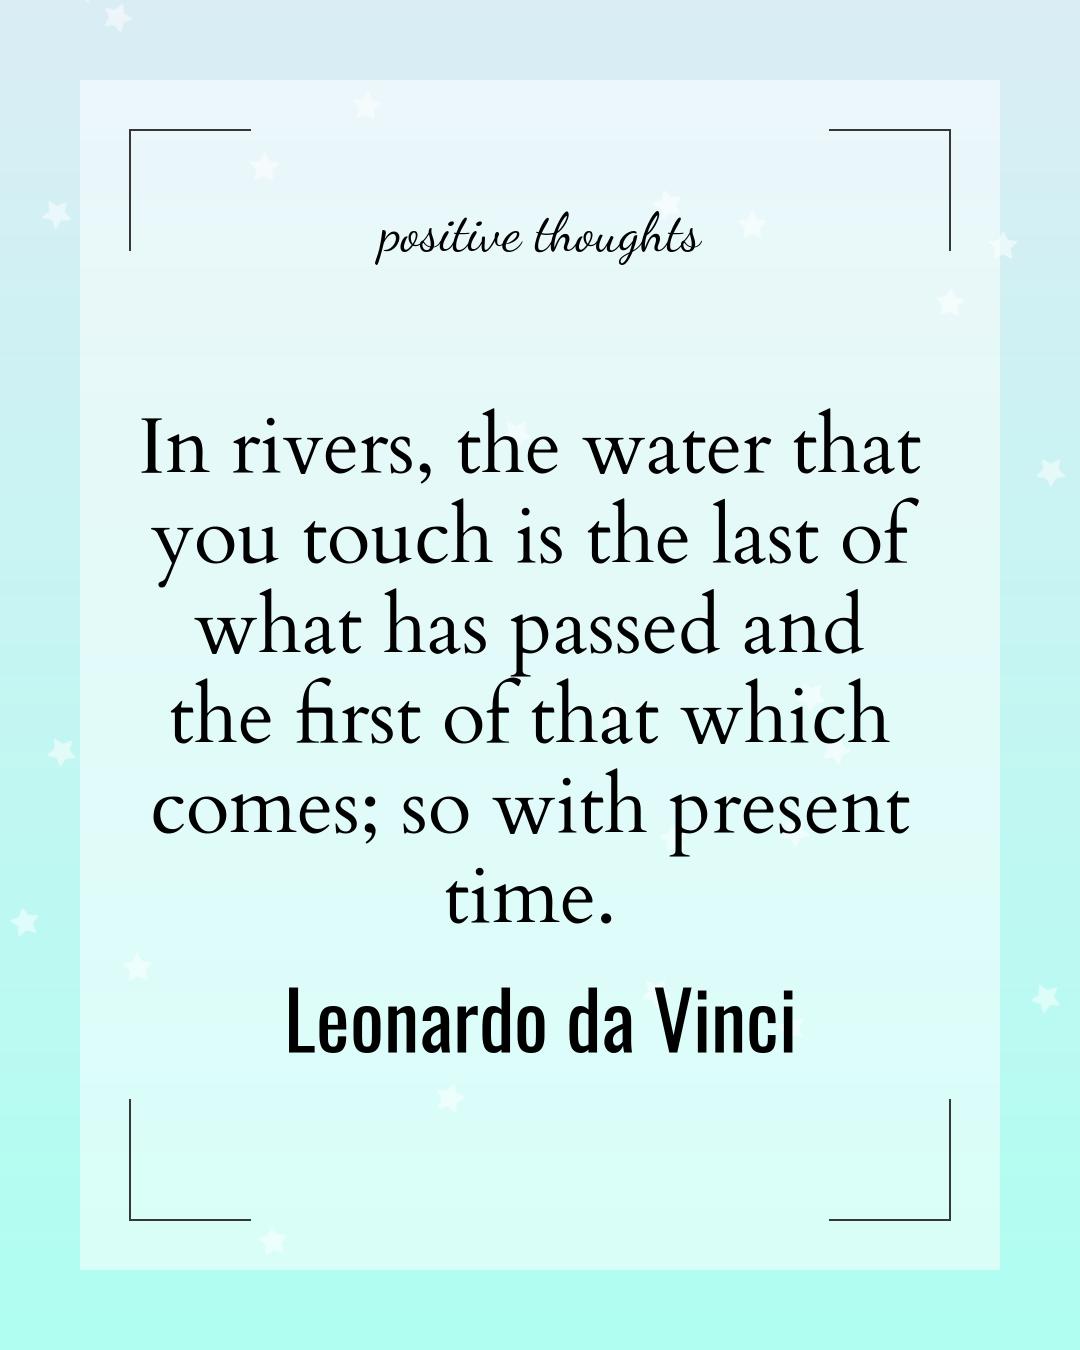 positive thoughts
In rivers, the water that
you touch is the last of
what has passed and
the first of that which
comes; so with present
time.
Leonardo da Vinci